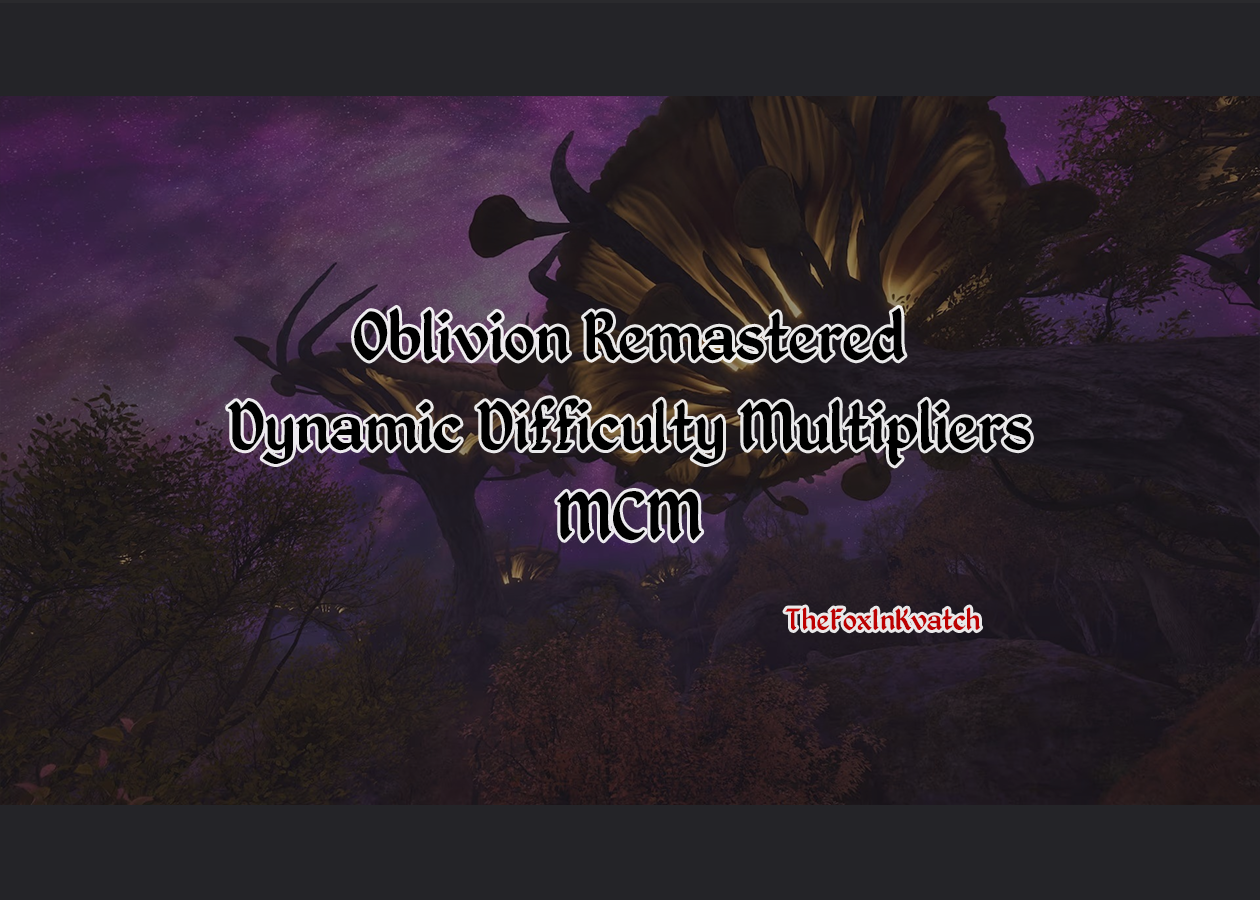 Oblivion Remastered
Dynamic Difficulty Multipliers
MCM
TheFoxInKvatch